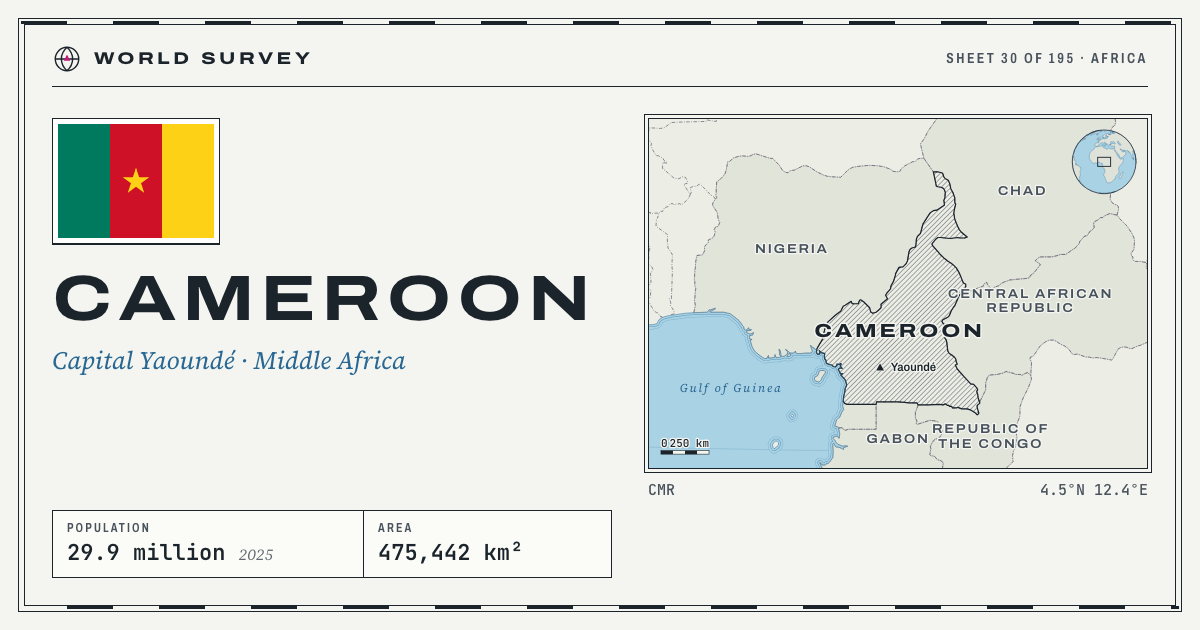 WORLD SURVEY
SHEET 30 OF 195 · AFRICA
CAMEROON
Capital Yaoundé · Middle Africa
CHAD
NIGERIA
CENTRAL AFRICAN
REPUBLIC
CAMEROON
Yaoundé
Gulf of Guinea
REPUBLIC OF
GABON
THE CONGO
0 250 km
CMR
4.5°N 12.4°E
POPULATION
29.9 million 2025
AREA
475,442 km²